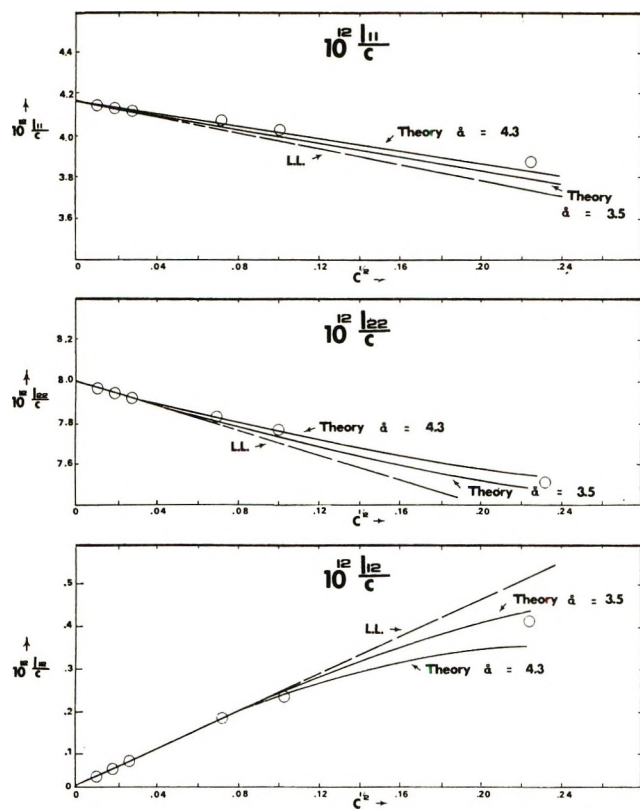 10¹² l₁₁/c
4.4
4.2
4.0
3.8
3.6
10¹² l₁₁/c
Theory å = 4.3
L.L.
Theory
å = 3.5
0 .04 .08 .12 .16 .20 .24
C^1/2
10¹² l₂₂/c
8.2
8.0
7.8
7.6
10¹² l₂₂/c
Theory å = 4.3
L.L.
Theory å = 3.5
0 .04 .08 .12 .16 .20 .24
C^1/2 →
10¹² l₁₂/c
.5
.4
.3
.2
.1
0
10¹² l₁₂/c
Theory å = 3.5
L.L.
Theory å = 4.3
0 .04 .08 .12 .16 .20 .24
C^1/2 →